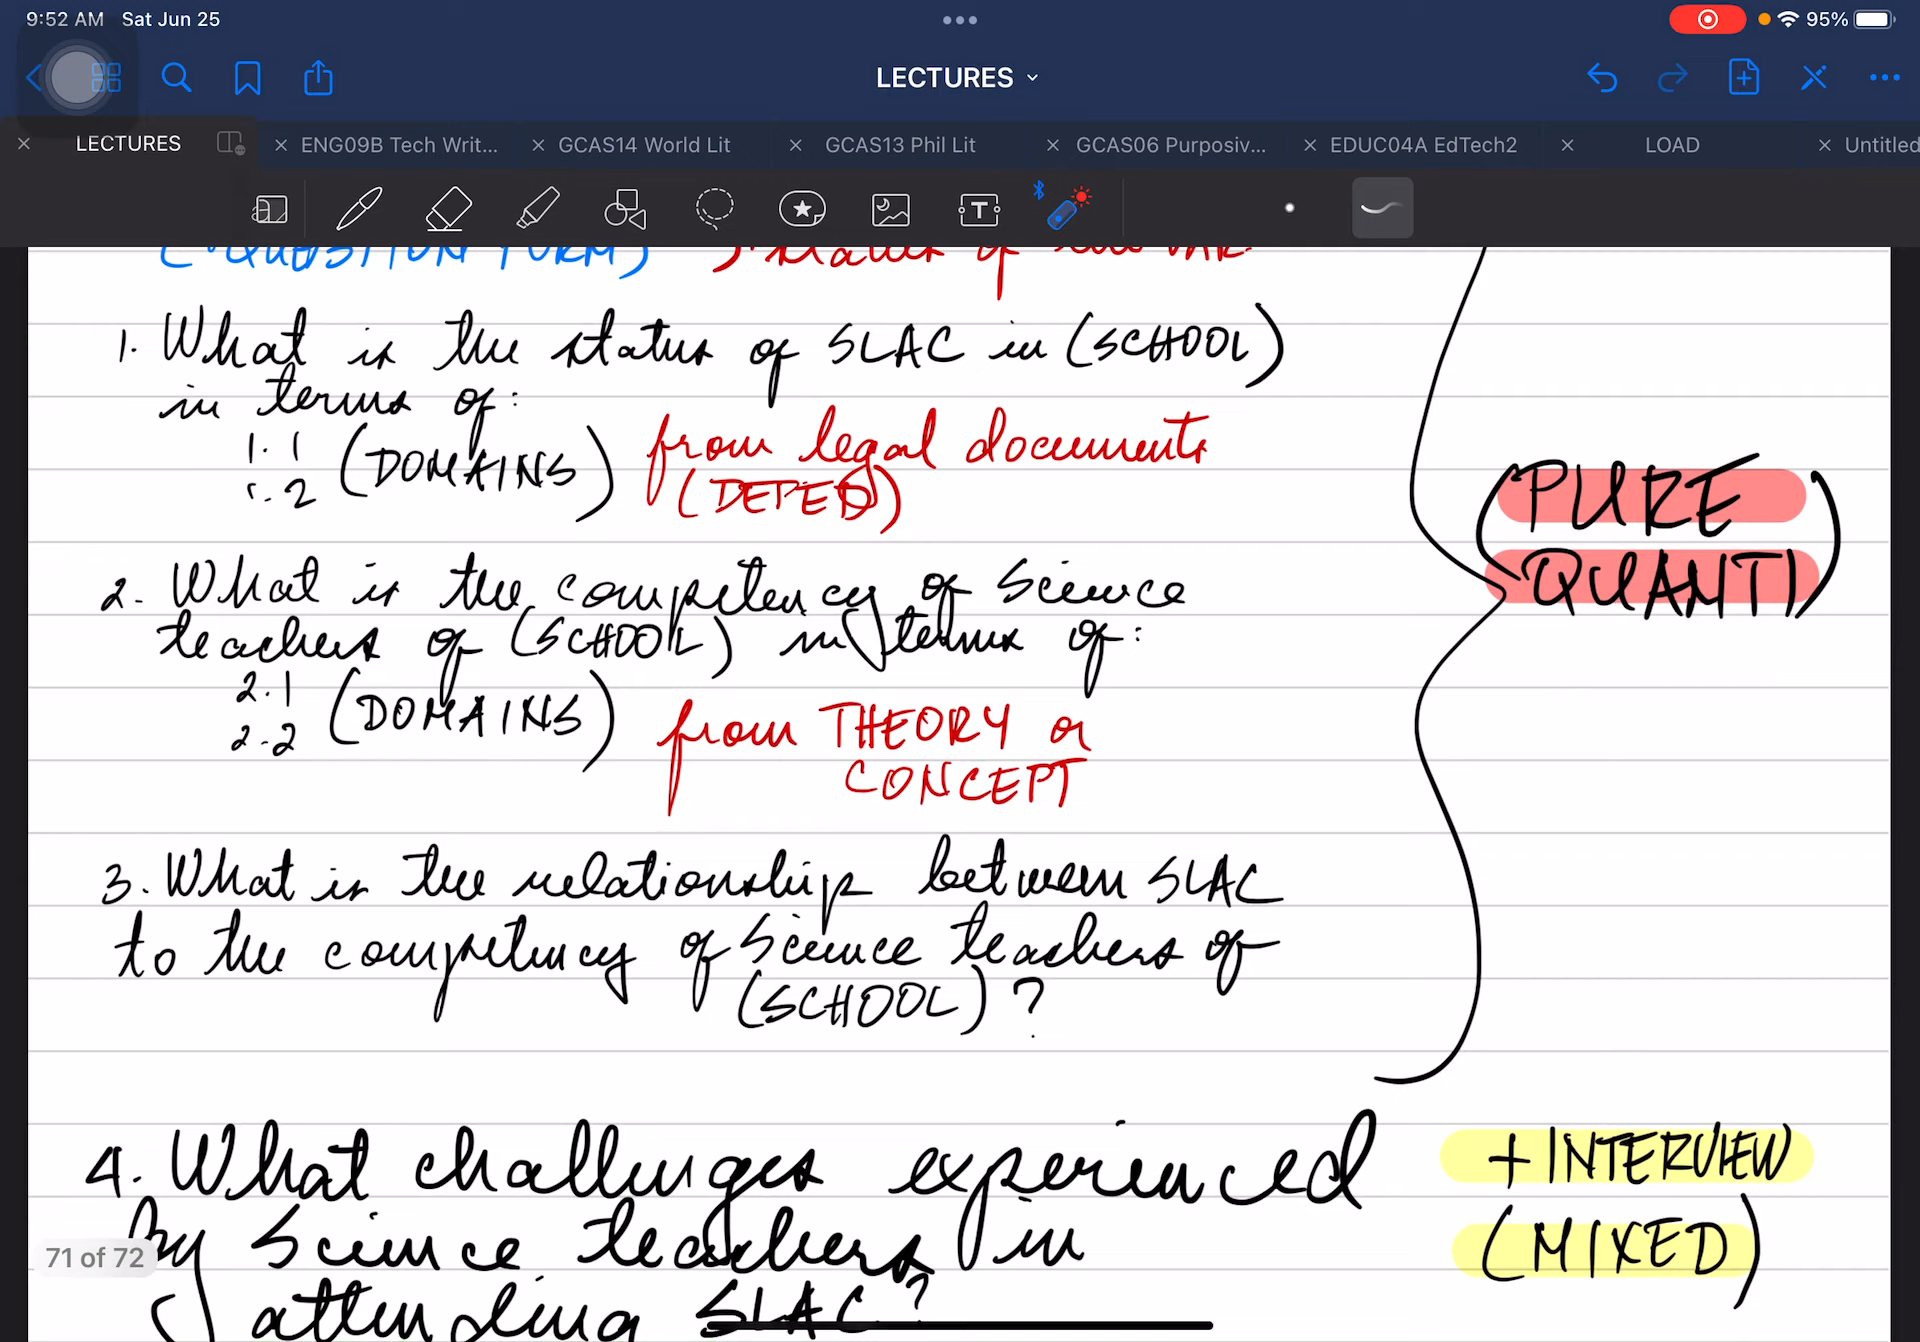 9:52 AM Sat Jun 25
95%
LECTURES
LECTURES
ENG09B Tech Writ...
GCAS14 World Lit
GCAS13 Phil Lit
GCAS06 Purposiv...
EDUC04A EdTech2
LOAD
Untitled
(QUESTION FORM) status of
1. What is the status of SLAC in (SCHOOL)
in terms of:
1.1
1.2 (DOMAINS) from legal documents
(DEPED)
(PURE
QUANTI)
2. What is the competency of Science
teachers of (SCHOOL) in terms of:
2.1
2.2 (DOMAINS) from THEORY or
CONCEPT
3. What is the relationship between SLAC
to the competency of Science teachers of
(SCHOOL)?
4. What challenges experienced
by Science teachers in
attending SLAC?
+ INTERVIEW
(MIXED)
71 of 72